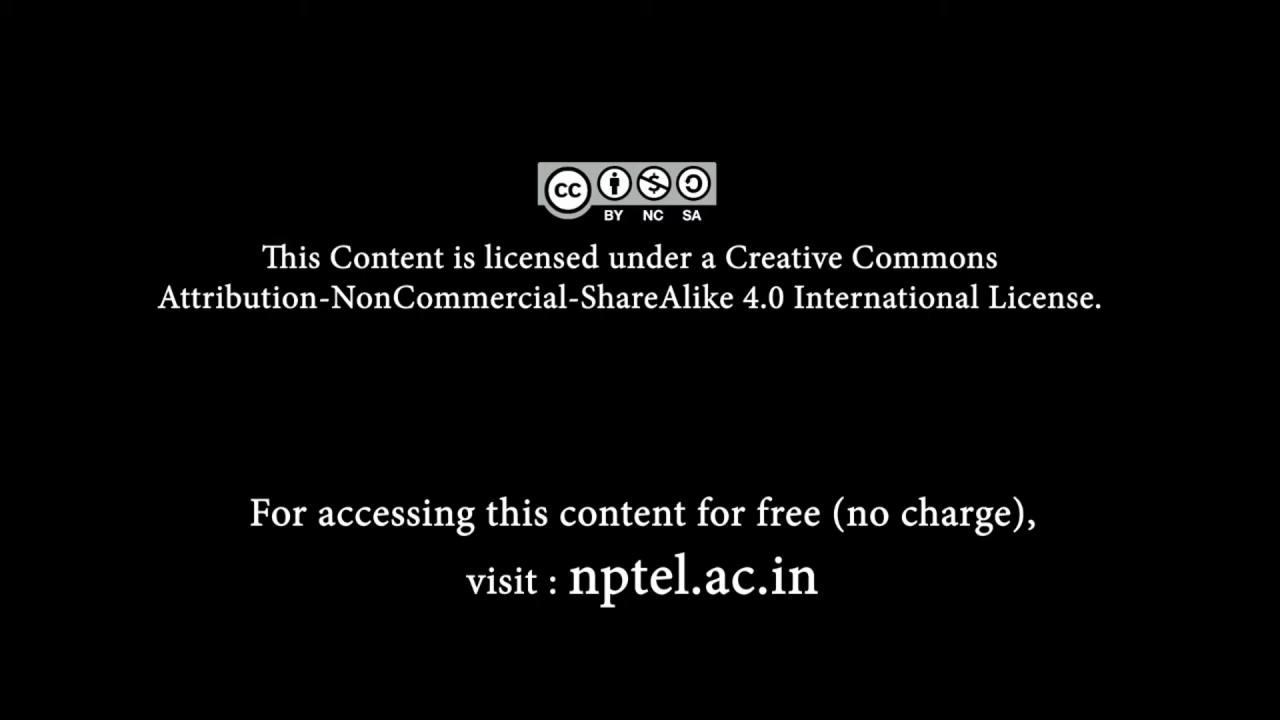 cc
BY NC SA
This Content is licensed under a Creative Commons
Attribution-NonCommercial-ShareAlike 4.0 International License.
For accessing this content for free (no charge),
visit : nptel.ac.in